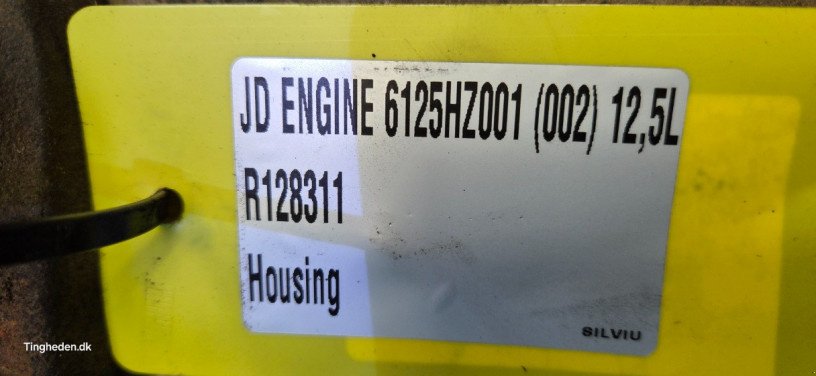 JD ENGINE 6125HZ001 (002) 12,5L
R128311
Housing
SILVIU
Tingheden.dk